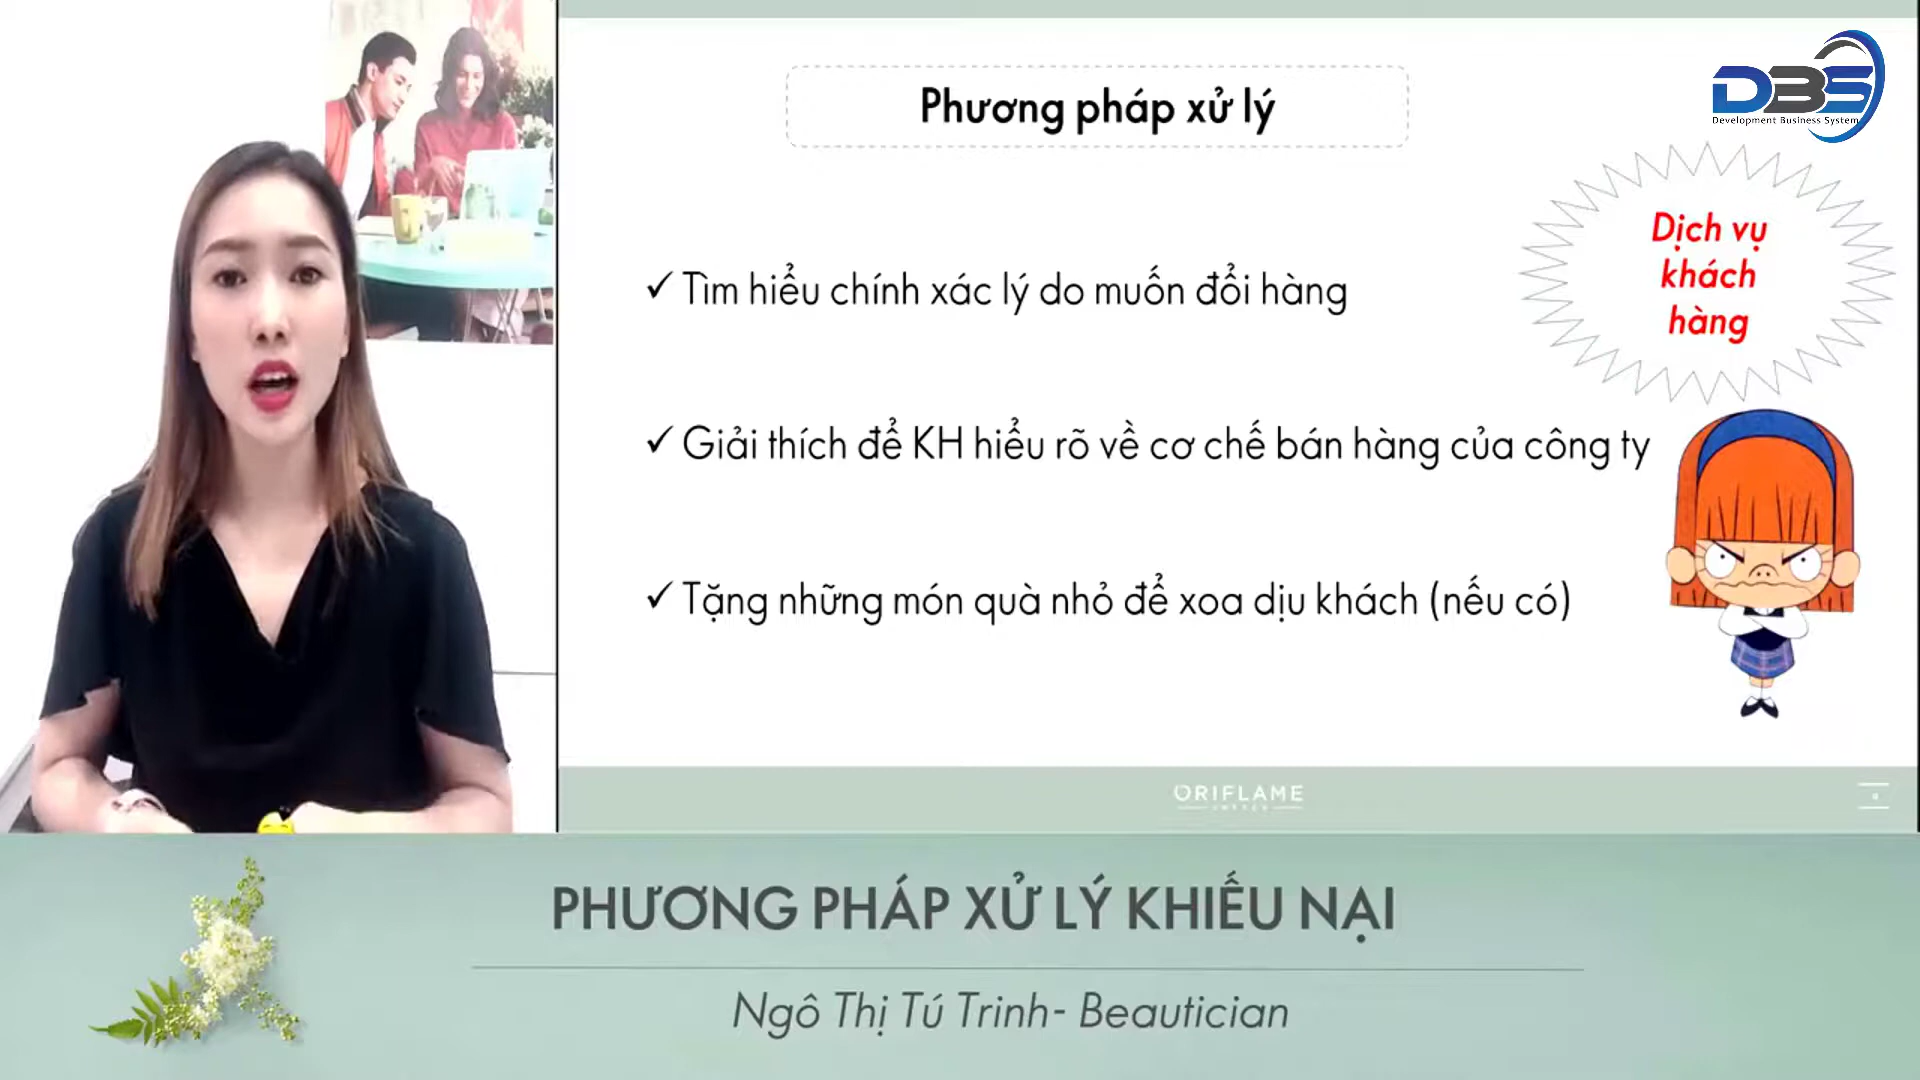 Phương pháp xử lý
DBS
Development Business System
Dịch vụ
khách
hàng
✓ Tìm hiểu chính xác lý do muốn đổi hàng
✓ Giải thích để KH hiểu rõ về cơ chế bán hàng của công ty
✓ Tặng những món quà nhỏ để xoa dịu khách (nếu có)
ORIFLAME
PHƯƠNG PHÁP XỬ LÝ KHIẾU NẠI
Ngô Thị Tú Trinh- Beautician